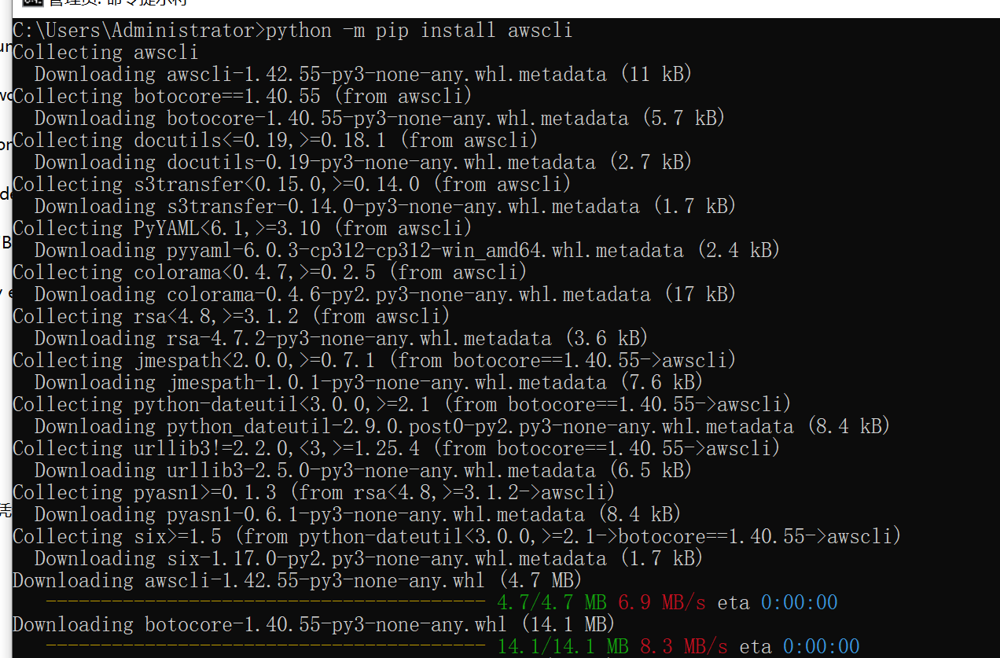 管理员: 命令提示符
C:\Users\Administrator>python -m pip install awscli
Collecting awscli
  Downloading awscli-1.42.55-py3-none-any.whl.metadata (11 kB)
Collecting botocore==1.40.55 (from awscli)
  Downloading botocore-1.40.55-py3-none-any.whl.metadata (5.7 kB)
Collecting docutils<=0.19,>=0.18.1 (from awscli)
  Downloading docutils-0.19-py3-none-any.whl.metadata (2.7 kB)
Collecting s3transfer<0.15.0,>=0.14.0 (from awscli)
  Downloading s3transfer-0.14.0-py3-none-any.whl.metadata (1.7 kB)
Collecting PyYAML<6.1,>=3.10 (from awscli)
  Downloading pyyaml-6.0.3-cp312-cp312-win_amd64.whl.metadata (2.4 kB)
Collecting colorama<0.4.7,>=0.2.5 (from awscli)
  Downloading colorama-0.4.6-py2.py3-none-any.whl.metadata (17 kB)
Collecting rsa<4.8,>=3.1.2 (from awscli)
  Downloading rsa-4.7.2-py3-none-any.whl.metadata (3.6 kB)
Collecting jmespath<2.0.0,>=0.7.1 (from botocore==1.40.55->awscli)
  Downloading jmespath-1.0.1-py3-none-any.whl.metadata (7.6 kB)
Collecting python-dateutil<3.0.0,>=2.1 (from botocore==1.40.55->awscli)
  Downloading python_dateutil-2.9.0.post0-py2.py3-none-any.whl.metadata (8.4 kB)
Collecting urllib3!=2.2.0,<3,>=1.25.4 (from botocore==1.40.55->awscli)
  Downloading urllib3-2.5.0-py3-none-any.whl.metadata (6.5 kB)
Collecting pyasn1>=0.1.3 (from rsa<4.8,>=3.1.2->awscli)
  Downloading pyasn1-0.6.1-py3-none-any.whl.metadata (8.4 kB)
Collecting six>=1.5 (from python-dateutil<3.0.0,>=2.1->botocore==1.40.55->awscli)
  Downloading six-1.17.0-py2.py3-none-any.whl.metadata (1.7 kB)
Downloading awscli-1.42.55-py3-none-any.whl (4.7 MB)
   ---------------------------------------- 4.7/4.7 MB 6.9 MB/s eta 0:00:00
Downloading botocore-1.40.55-py3-none-any.whl (14.1 MB)
   ---------------------------------------- 14.1/14.1 MB 8.3 MB/s eta 0:00:00